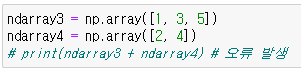 ndarray3 = np.array([1, 3, 5])
ndarray4 = np.array([2, 4])
# print(ndarray3 + ndarray4) # 오류 발생